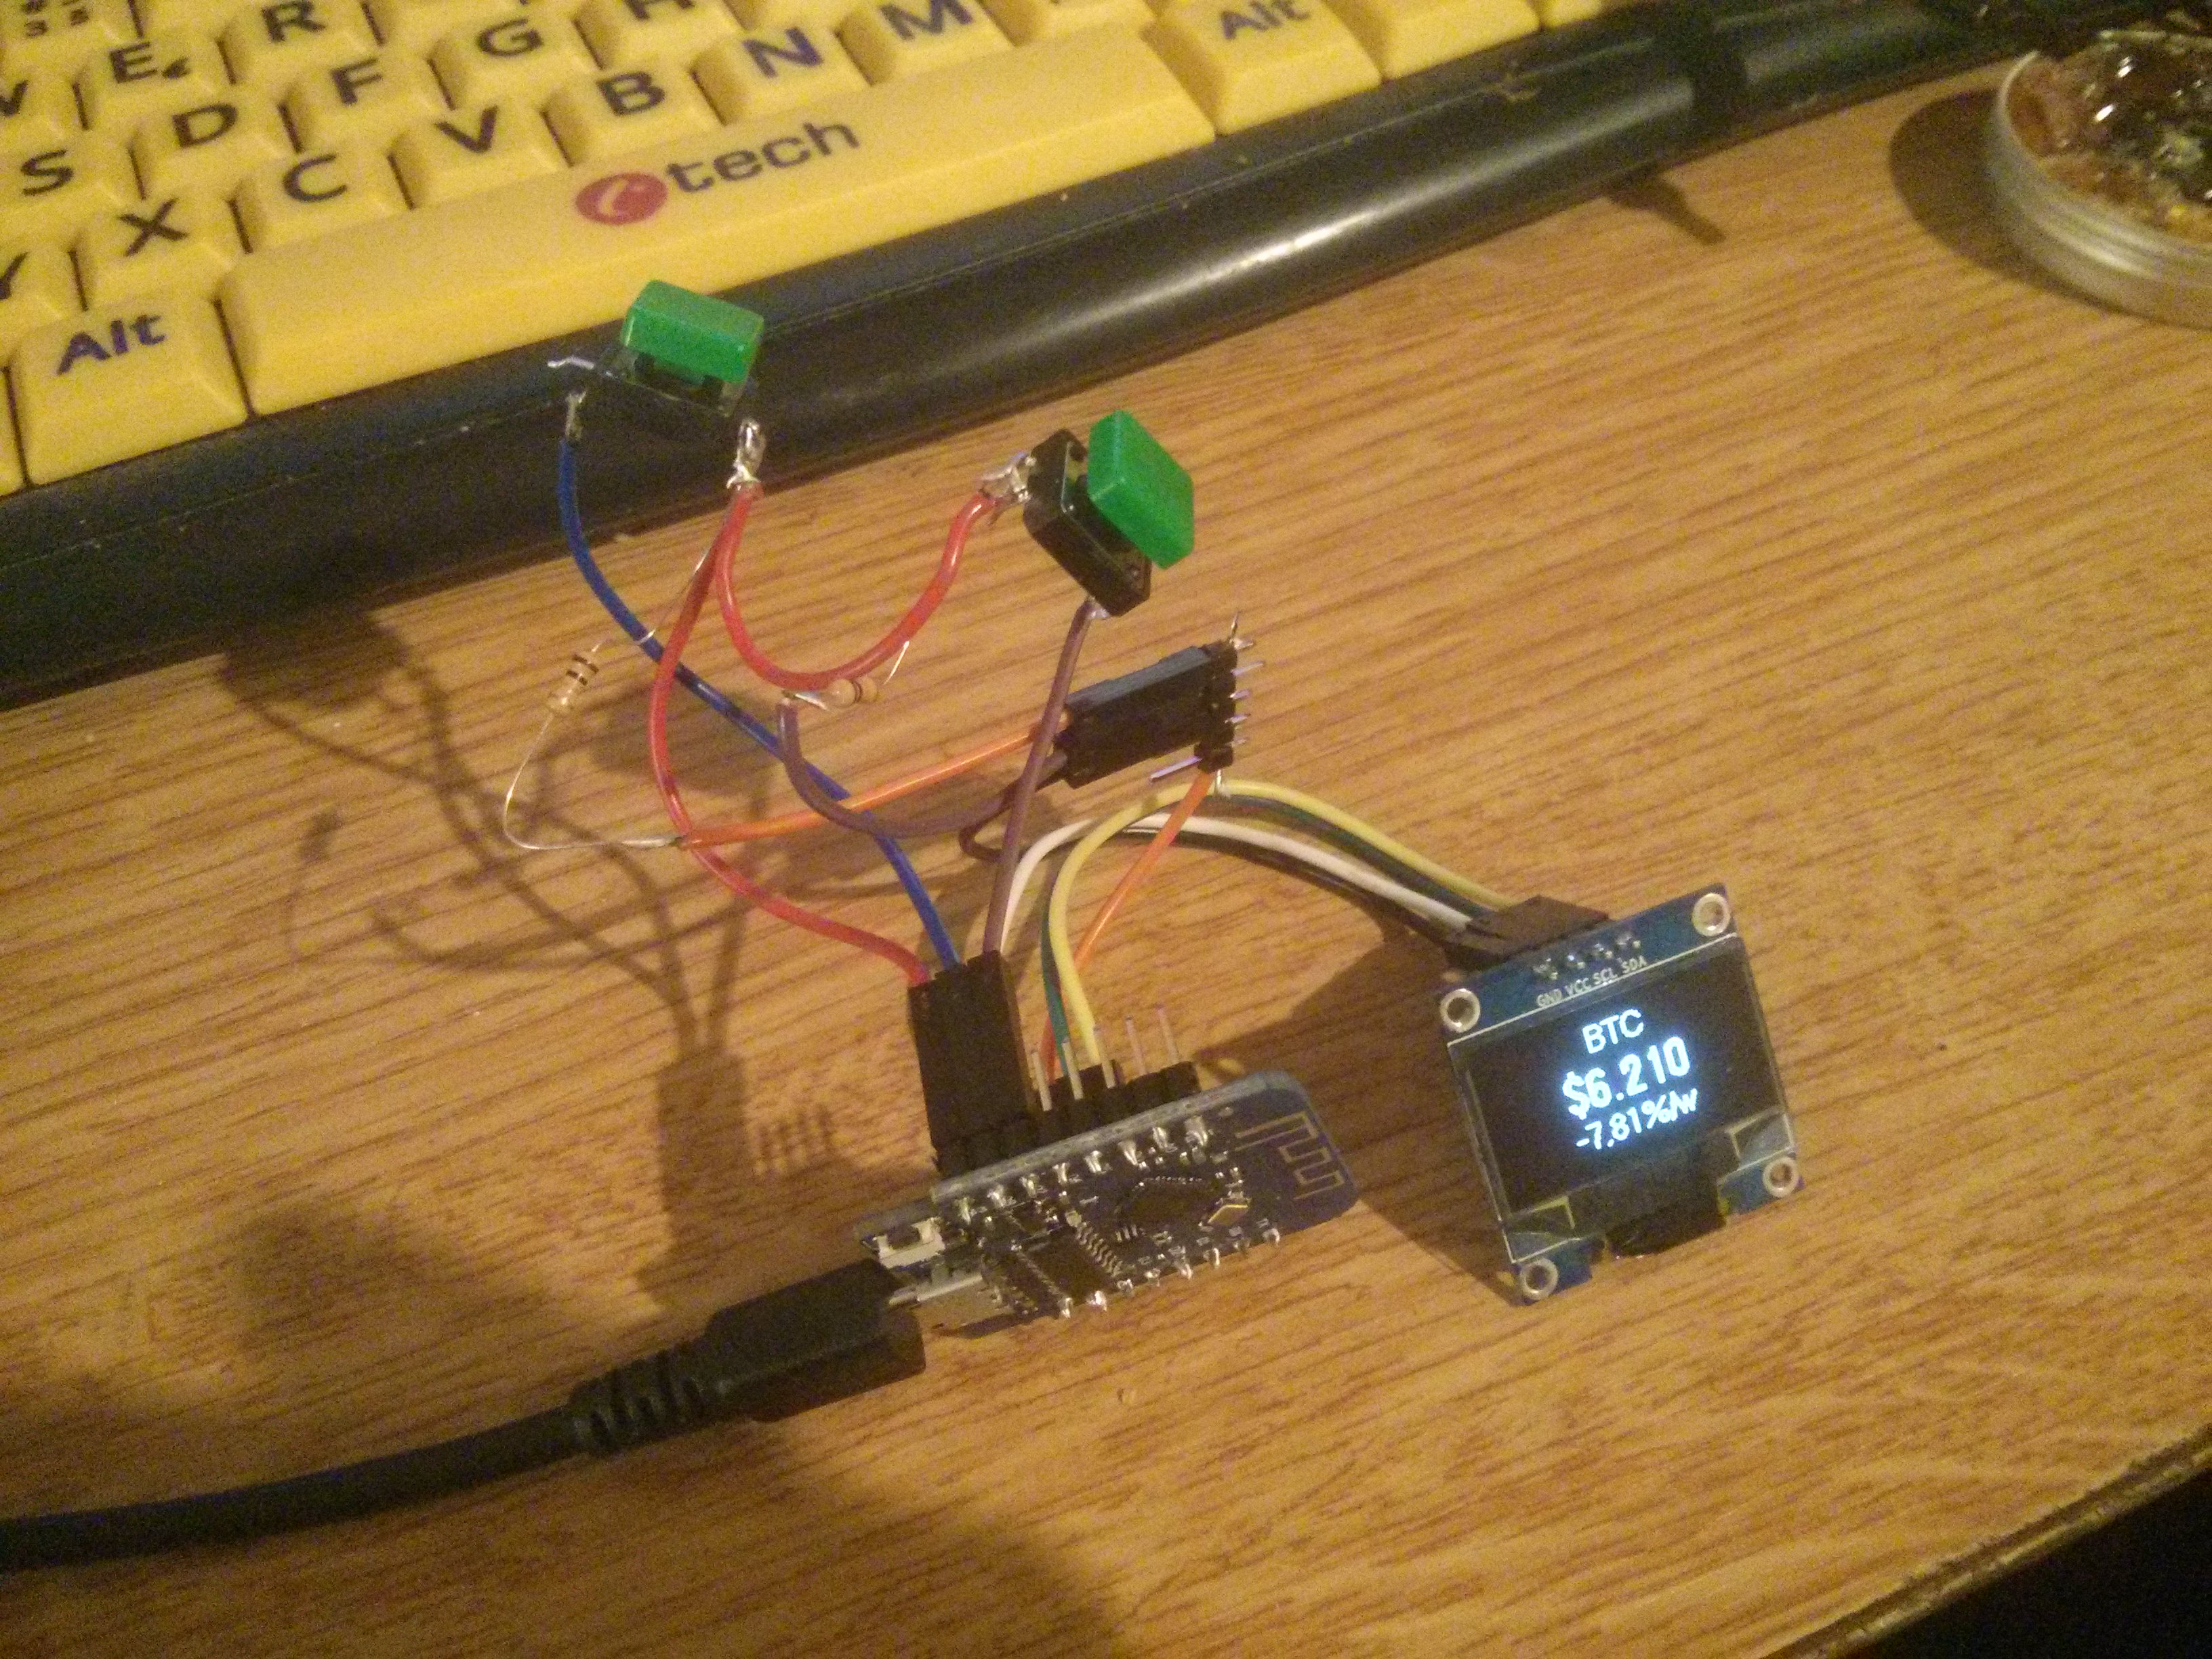 E R
D F G H
S X C V B N M
Alt Alt
tech
GND VCC SCL SDA
BTC
$6.210
-7.81%/w